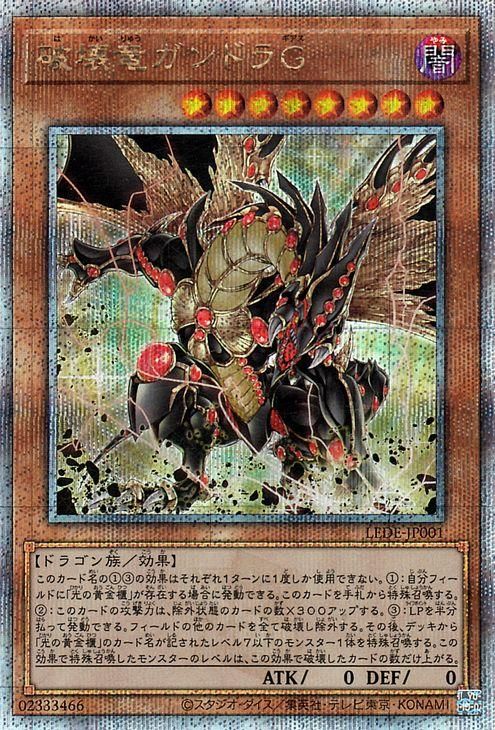 破壊竜ガンドラG
闇
LEDE-JP001
【ドラゴン族／効果】
このカード名の①③の効果はそれぞれ1ターンに1度しか使用できない。①：自分フィール
ドに「光の黄金櫃」が存在する場合に発動できる。このカードを手札から特殊召喚する。
②：このカードの攻撃力は、除外状態のカードの数×300アップする。③：LPを半分
払って発動できる。フィールドの他のカードを全て破壊し除外する。その後、デッキから
「光の黄金櫃」のカード名が記されたレベル7以下のモンスター1体を特殊召喚する。この
効果で特殊召喚したモンスターのレベルは、この効果で破壊したカードの数だけ上がる。
ATK/ 0 DEF/ 0
02333466
©スタジオ・ダイス/集英社・テレビ東京・KONAMI